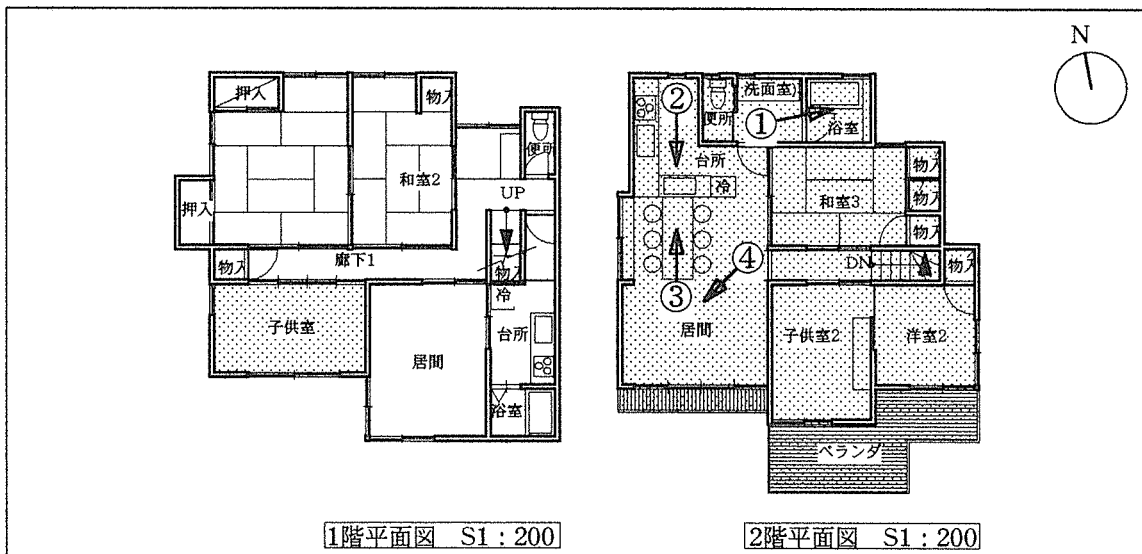 N
押入
物入
便所
和室2
UP
押入
物入
廊下1
物入
冷
子供室
台所
居間
浴室
1階平面図 S1：200
②
便所
洗面室
①
浴室
台所
冷
物入
和室3
物入
物入
④
DN
物入
③
居間
子供室2
洋室2
ベランダ
2階平面図 S1：200